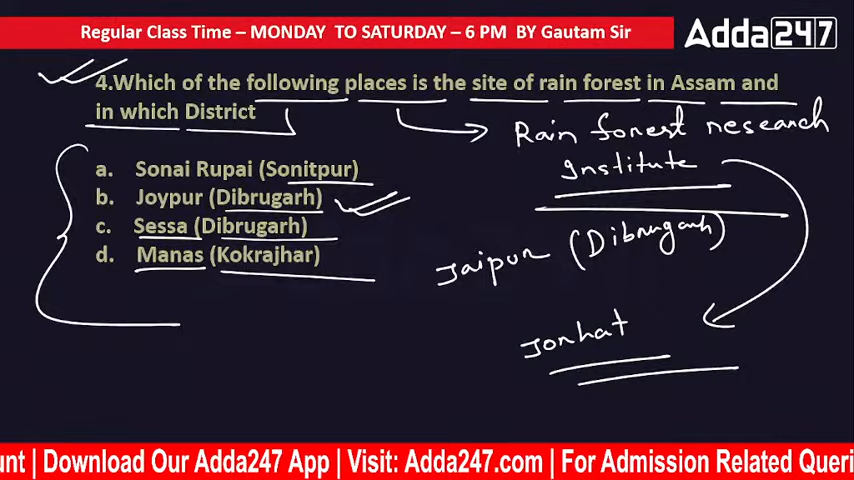 Regular Class Time – MONDAY TO SATURDAY – 6 PM BY Gautam Sir
Adda247
4.Which of the following places is the site of rain forest in Assam and
in which District
Rain forest research
Institute
a. Sonai Rupai (Sonitpur)
b. Joypur (Dibrugarh)
c. Sessa (Dibrugarh)
d. Manas (Kokrajhar)
Jaipur (Dibrugarh)
Jorhat
unt | Download Our Adda247 App | Visit: Adda247.com | For Admission Related Queri